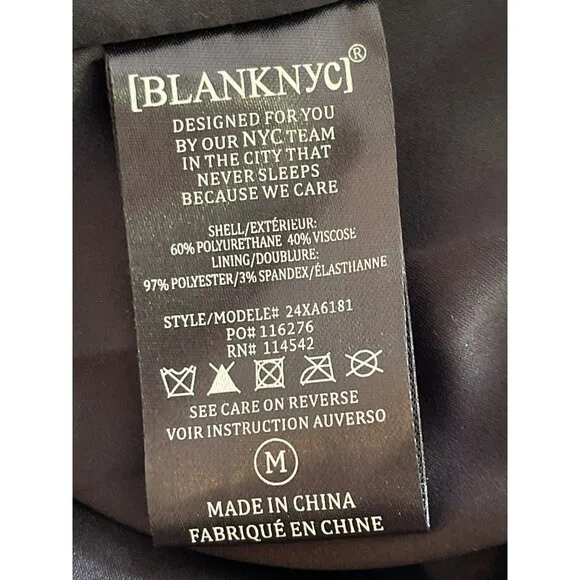 [BLANKNYC]®
DESIGNED FOR YOU
BY OUR NYC TEAM
IN THE CITY THAT
NEVER SLEEPS
BECAUSE WE CARE
SHELL/EXTÉRIEUR:
60% POLYURETHANE 40% VISCOSE
LINING/DOUBLURE:
97% POLYESTER/3% SPANDEX/ÉLASTHANNE
STYLE/MODELE# 24XA6181
PO# 116276
RN# 114542
SEE CARE ON REVERSE
VOIR INSTRUCTION AUVERSO
M
MADE IN CHINA
FABRIQUÉ EN CHINE